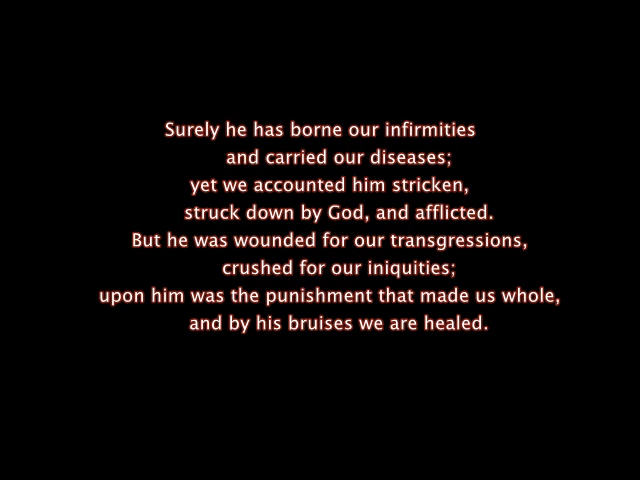 Surely he has borne our infirmities
and carried our diseases;
yet we accounted him stricken,
struck down by God, and afflicted.
But he was wounded for our transgressions,
crushed for our iniquities;
upon him was the punishment that made us whole,
and by his bruises we are healed.